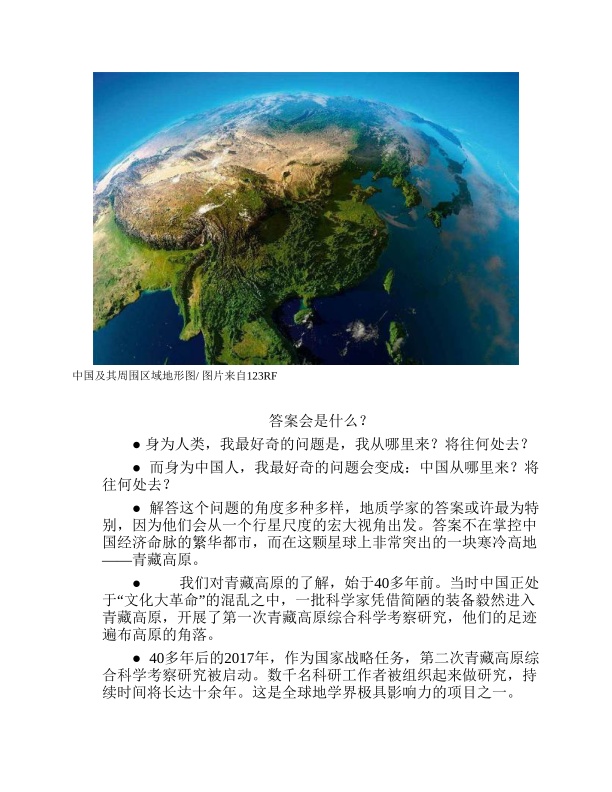 中国及其周围区域地形图/ 图片来自123RF
答案会是什么？
● 身为人类，我最好奇的问题是，我从哪里来？将往何处去？
● 而身为中国人，我最好奇的问题会变成：中国从哪里来？将
往何处去？
● 解答这个问题的角度多种多样，地质学家的答案或许最为特
别，因为他们会从一个行星尺度的宏大视角出发。答案不在掌控中
国经济命脉的繁华都市，而在这颗星球上非常突出的一块寒冷高地
——青藏高原。
● 我们对青藏高原的了解，始于40多年前。当时中国正处
于“文化大革命”的混乱之中，一批科学家凭借简陋的装备毅然进入
青藏高原，开展了第一次青藏高原综合科学考察研究，他们的足迹
遍布高原的角落。
● 40多年后的2017年，作为国家战略任务，第二次青藏高原综
合科学考察研究被启动。数千名科研工作者被组织起来做研究，持
续时间将长达十余年。这是全球地学界极具影响力的项目之一。